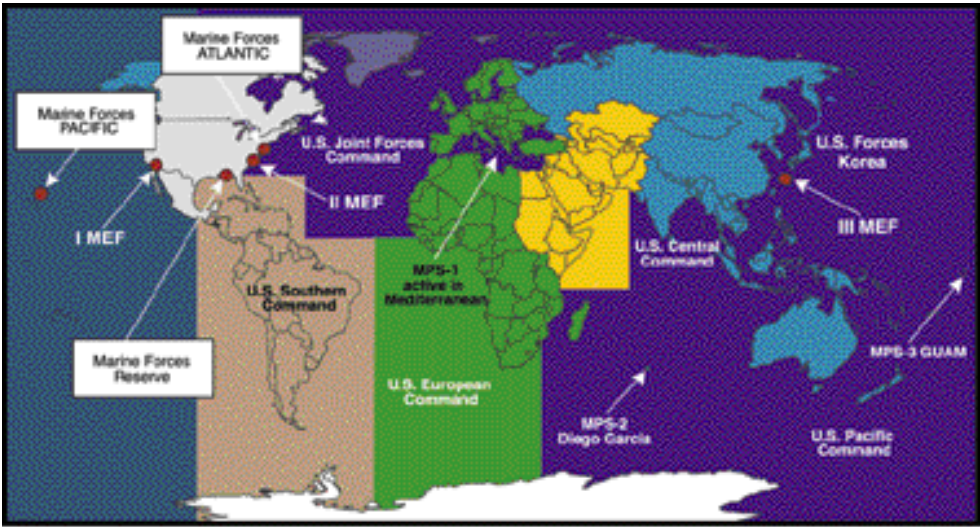 Marine Forces
ATLANTIC
Marine Forces
PACIFIC
U.S. Joint Forces
Command
U.S. Forces
Korea
I MEF
II MEF
III MEF
U.S. Central
Command
MPS-1
active in
Mediterranean
U.S. Southern
Command
Marine Forces
Reserve
MPS-3 GUAM
U.S. European
Command
MPS-2
Diego Garcia
U.S. Pacific
Command